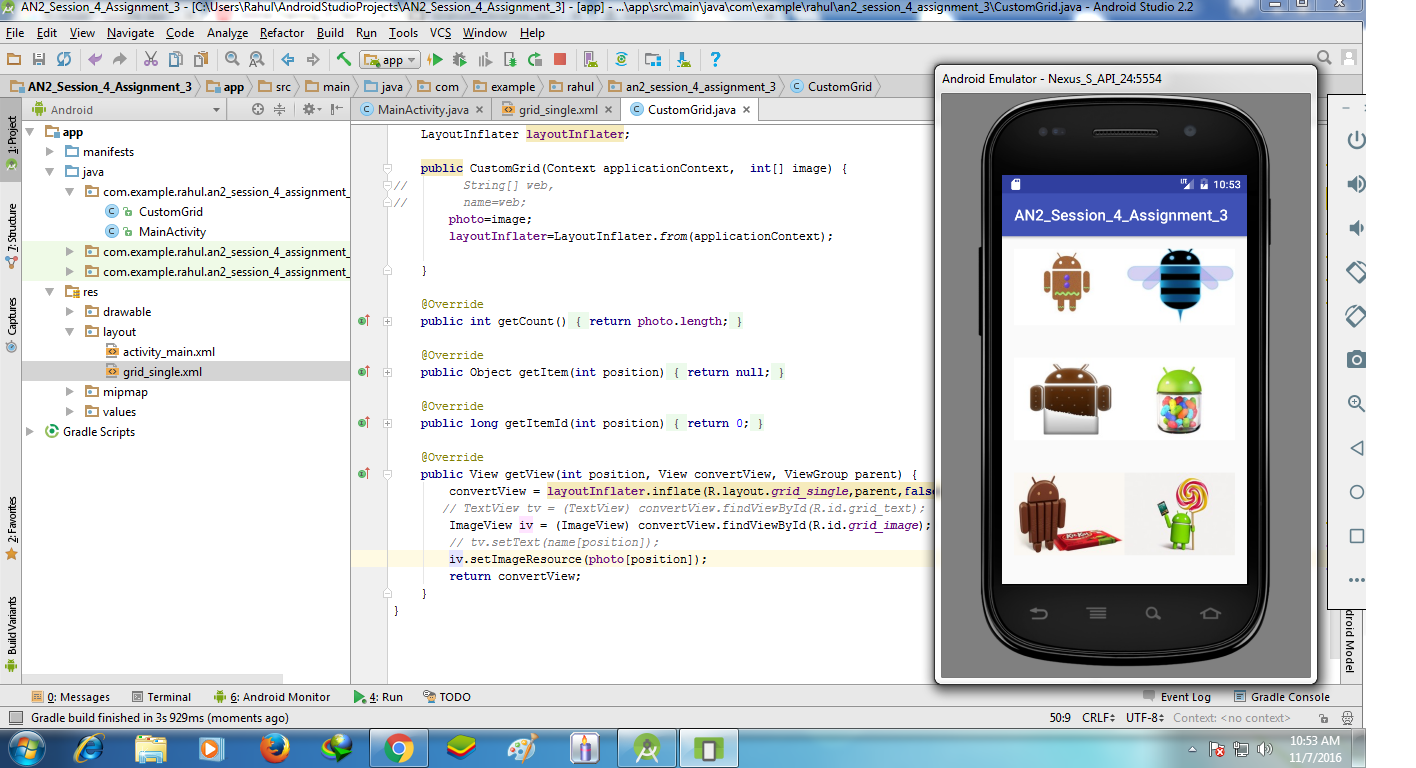 AN2_Session_4_Assignment_3 - [C:\Users\Rahul\AndroidStudioProjects\AN2_Session_4_Assignment_3] - [app] - ...\app\src\main\java\com\example\rahul\an2_session_4_assignment_3\CustomGrid.java - Android Studio 2.2
File Edit View Navigate Code Analyze Refactor Build Run Tools VCS Window Help
app
AN2_Session_4_Assignment_3 app src main java com example rahul an2_session_4_assignment_3 CustomGrid
Android
MainActivity.java grid_single.xml CustomGrid.java
1: Project
7: Structure
Captures
2: Favorites
Build Variants
app
manifests
java
com.example.rahul.an2_session_4_assignment_
CustomGrid
MainActivity
com.example.rahul.an2_session_4_assignment_
com.example.rahul.an2_session_4_assignment_
res
drawable
layout
activity_main.xml
grid_single.xml
mipmap
values
Gradle Scripts
LayoutInflater layoutInflater;
public CustomGrid(Context applicationContext,  int[] image) {
//        String[] web,
//        name=web;
photo=image;
layoutInflater=LayoutInflater.from(applicationContext);
}
@Override
public int getCount() { return photo.length; }
@Override
public Object getItem(int position) { return null; }
@Override
public long getItemId(int position) { return 0; }
@Override
public View getView(int position, View convertView, ViewGroup parent) {
convertView = layoutInflater.inflate(R.layout.grid_single,parent,false
// TextView tv = (TextView) convertView.findViewById(R.id.grid_text);
ImageView iv = (ImageView) convertView.findViewById(R.id.grid_image);
// tv.setText(name[position]);
iv.setImageResource(photo[position]);
return convertView;
}
}
Android Emulator - Nexus_S_API_24:5554
LTE 10:53
AN2_Session_4_Assignment_3
KitKat
ndroid Model
0: Messages Terminal 6: Android Monitor 4: Run TODO Event Log Gradle Console
Gradle build finished in 3s 929ms (moments ago) 50:9 CRLF UTF-8 Context: <no context>
10:53 AM
11/7/2016